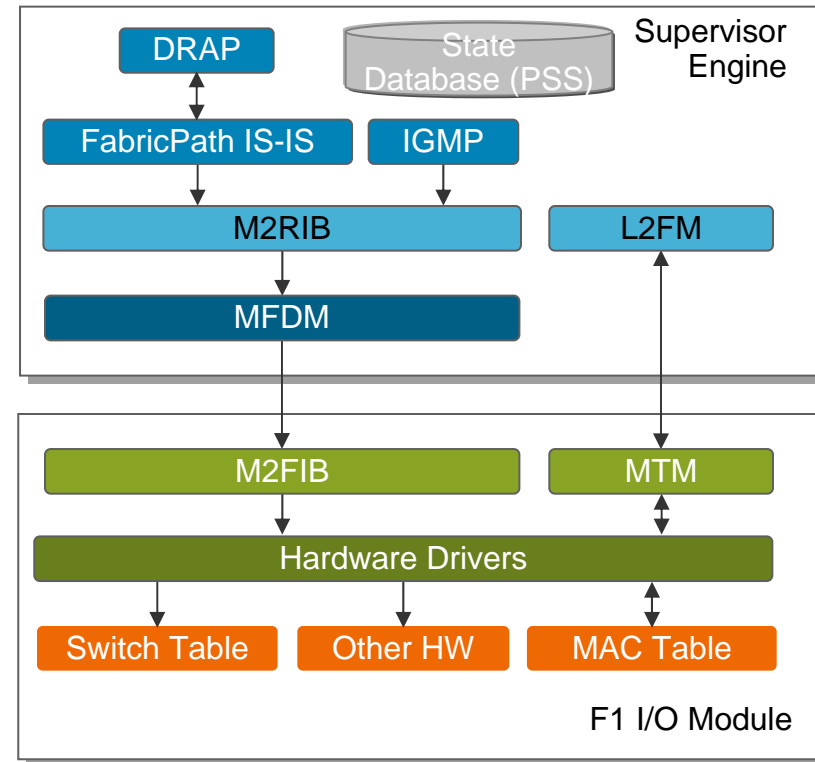 DRAP
State
Database (PSS)
Supervisor
Engine
FabricPath IS-IS
IGMP
M2RIB
L2FM
MFDM
M2FIB
MTM
Hardware Drivers
Switch Table
Other HW
MAC Table
F1 I/O Module